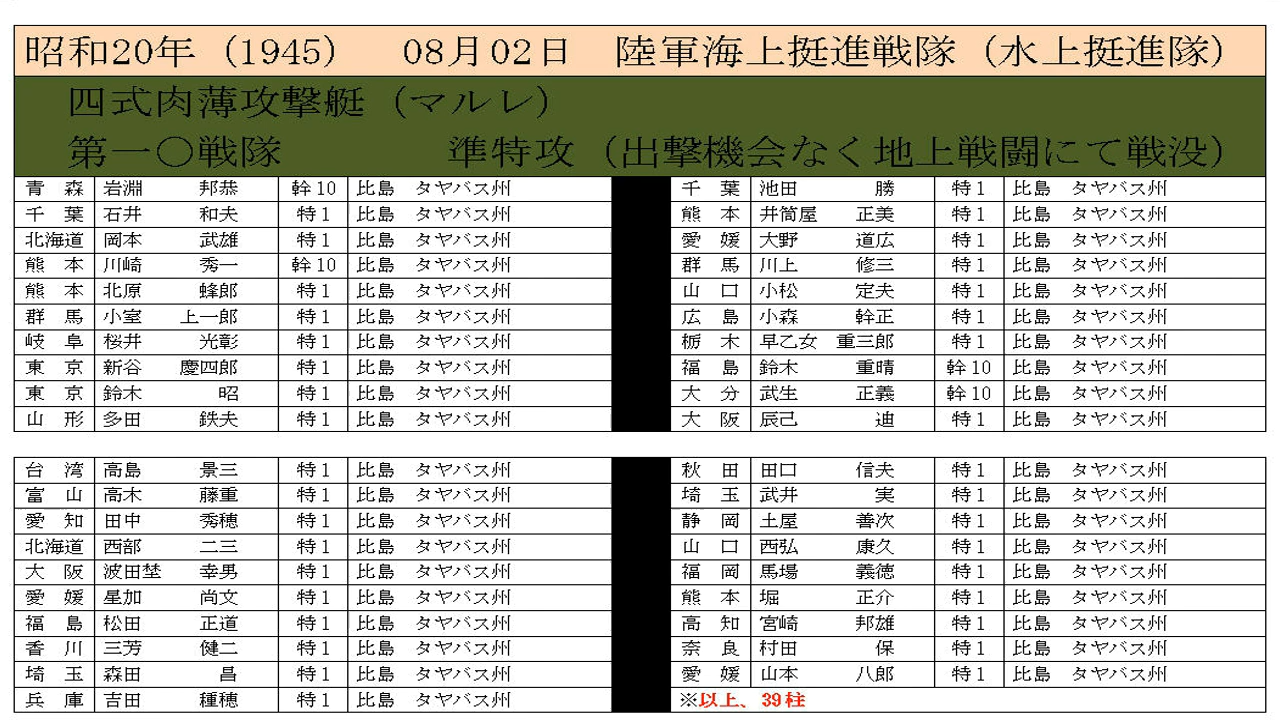 昭和20年（1945）　08月02日　陸軍海上挺進戦隊（水上挺進隊）
四式肉薄攻撃艇（マルレ）
第一〇戦隊　準特攻（出撃機会なく地上戦闘にて戦没）
青森 岩淵 邦恭 幹10 比島 タヤバス州 千葉 池田 勝 特1 比島 タヤバス州
千葉 石井 和夫 特1 比島 タヤバス州 熊本 井筒屋 正美 特1 比島 タヤバス州
北海道 岡本 武雄 特1 比島 タヤバス州 愛媛 大野 道広 特1 比島 タヤバス州
熊本 川崎 秀一 幹10 比島 タヤバス州 群馬 川上 修三 特1 比島 タヤバス州
熊本 北原 蜂郎 特1 比島 タヤバス州 山口 小松 定夫 特1 比島 タヤバス州
群馬 小室 上一郎 特1 比島 タヤバス州 広島 小森 幹正 特1 比島 タヤバス州
岐阜 桜井 光彰 特1 比島 タヤバス州 栃木 早乙女 重三郎 特1 比島 タヤバス州
東京 新谷 慶四郎 特1 比島 タヤバス州 福島 鈴木 重晴 幹10 比島 タヤバス州
東京 鈴木 昭 特1 比島 タヤバス州 大分 武生 正義 幹10 比島 タヤバス州
山形 多田 鉄夫 特1 比島 タヤバス州 大阪 辰己 迪 特1 比島 タヤバス州
台湾 高島 景三 特1 比島 タヤバス州 秋田 田口 信夫 特1 比島 タヤバス州
富山 高木 藤重 特1 比島 タヤバス州 埼玉 武井 実 特1 比島 タヤバス州
愛知 田中 秀穂 特1 比島 タヤバス州 静岡 土屋 善次 特1 比島 タヤバス州
北海道 西部 二三 特1 比島 タヤバス州 山口 西弘 康久 特1 比島 タヤバス州
大阪 波田埜 幸男 特1 比島 タヤバス州 福岡 馬場 義徳 特1 比島 タヤバス州
愛媛 星加 尚文 特1 比島 タヤバス州 熊本 堀 正介 特1 比島 タヤバス州
福島 松田 正道 特1 比島 タヤバス州 高知 宮崎 邦雄 特1 比島 タヤバス州
香川 三芳 健二 特1 比島 タヤバス州 奈良 村田 保 特1 比島 タヤバス州
埼玉 森田 昌 特1 比島 タヤバス州 愛媛 山本 八郎 特1 比島 タヤバス州
兵庫 吉田 種穂 特1 比島 タヤバス州 ※以上、39柱